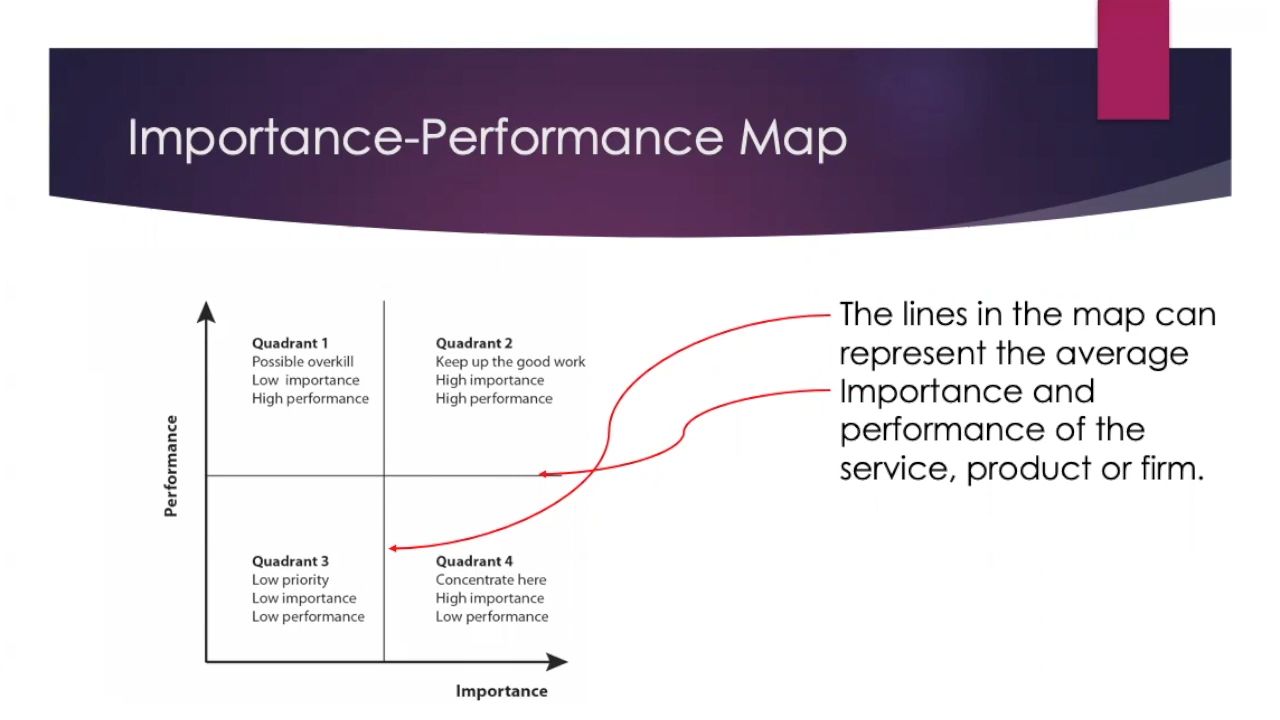 Importance-Performance Map
The lines in the map can
represent the average
Importance and
performance of the
service, product or firm.
Performance
Quadrant 1
Possible overkill
Low importance
High performance
Quadrant 2
Keep up the good work
High importance
High performance
Quadrant 3
Low priority
Low importance
Low performance
Quadrant 4
Concentrate here
High importance
Low performance
Importance